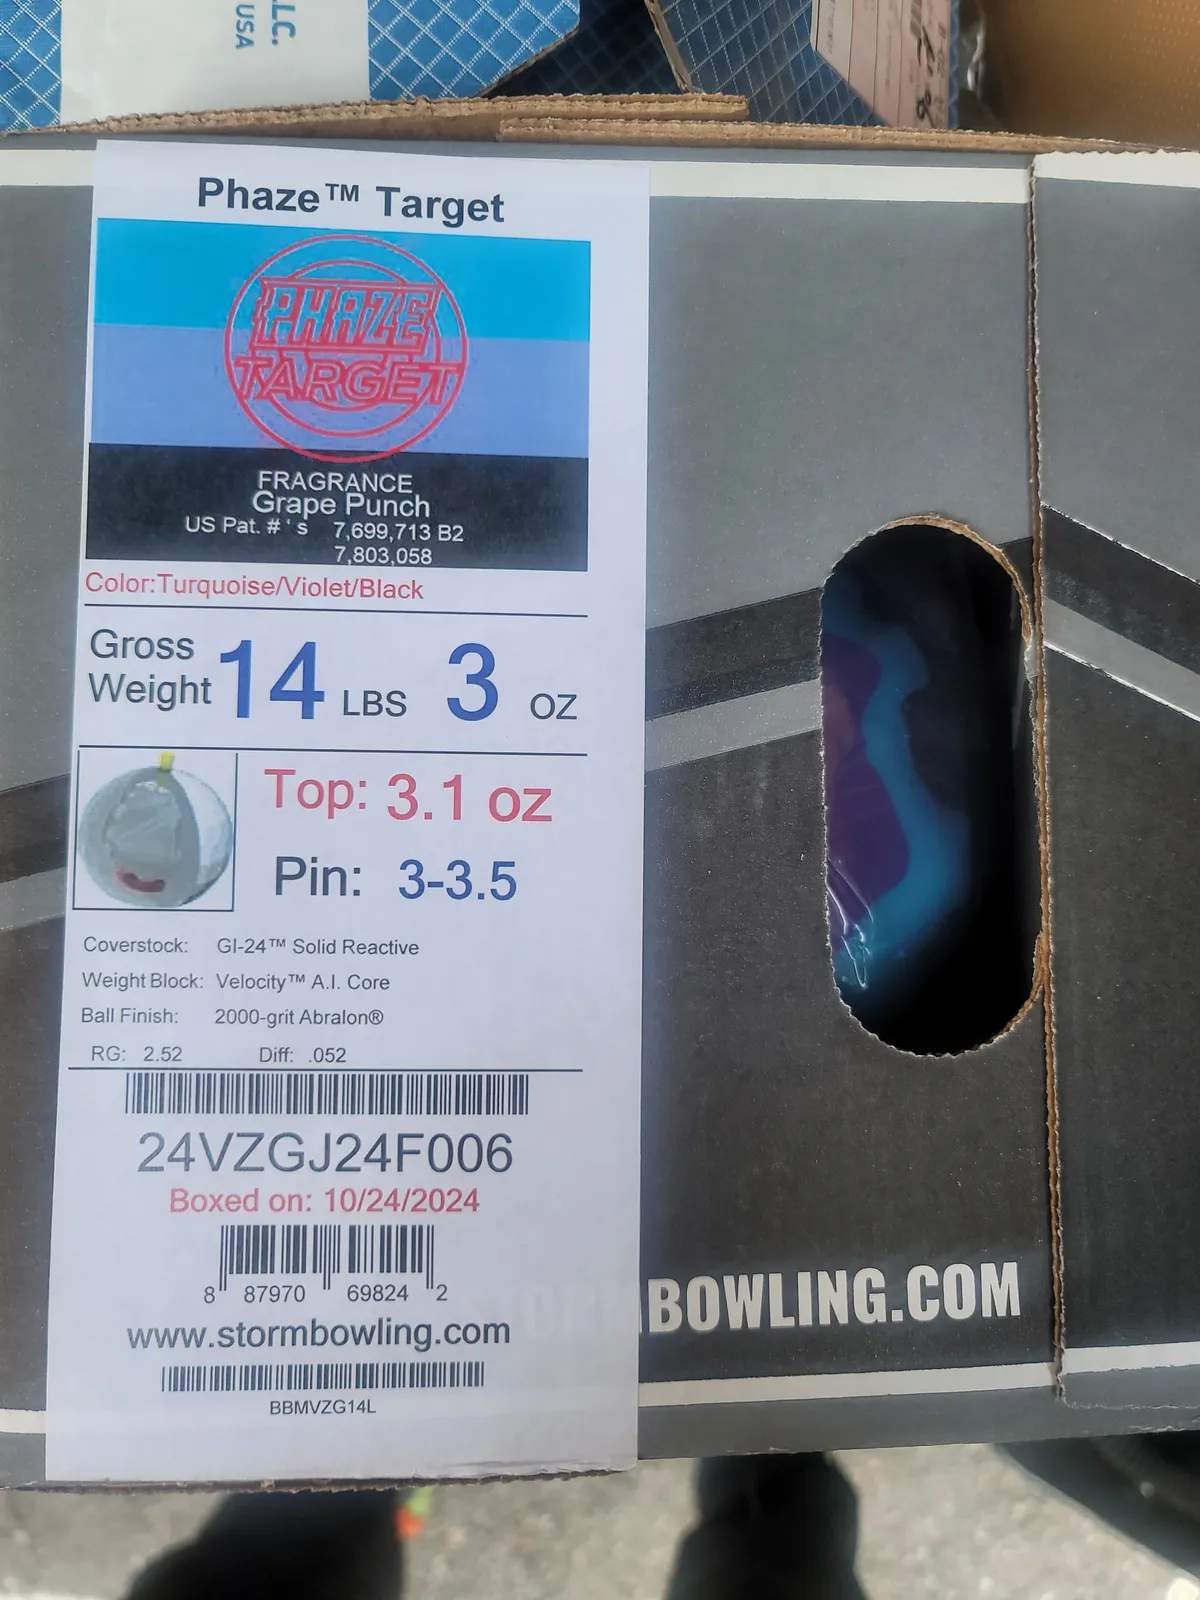 LLC.
USA
Phaze™ Target
PHAZE
TARGET
FRAGRANCE
Grape Punch
US Pat. # ' s 7,699,713 B2
7,803,058
Color:Turquoise/Violet/Black
Gross Weight 14 LBS 3 oz
Top: 3.1 oz
Pin: 3-3.5
Coverstock: GI-24™ Solid Reactive
Weight Block: Velocity™ A.I. Core
Ball Finish: 2000-grit Abralon®
RG: 2.52 Diff: .052
24VZGJ24F006
Boxed on: 10/24/2024
8 87970 69824 2
www.stormbowling.com
BBMVZG14L
STORMBOWLING.COM